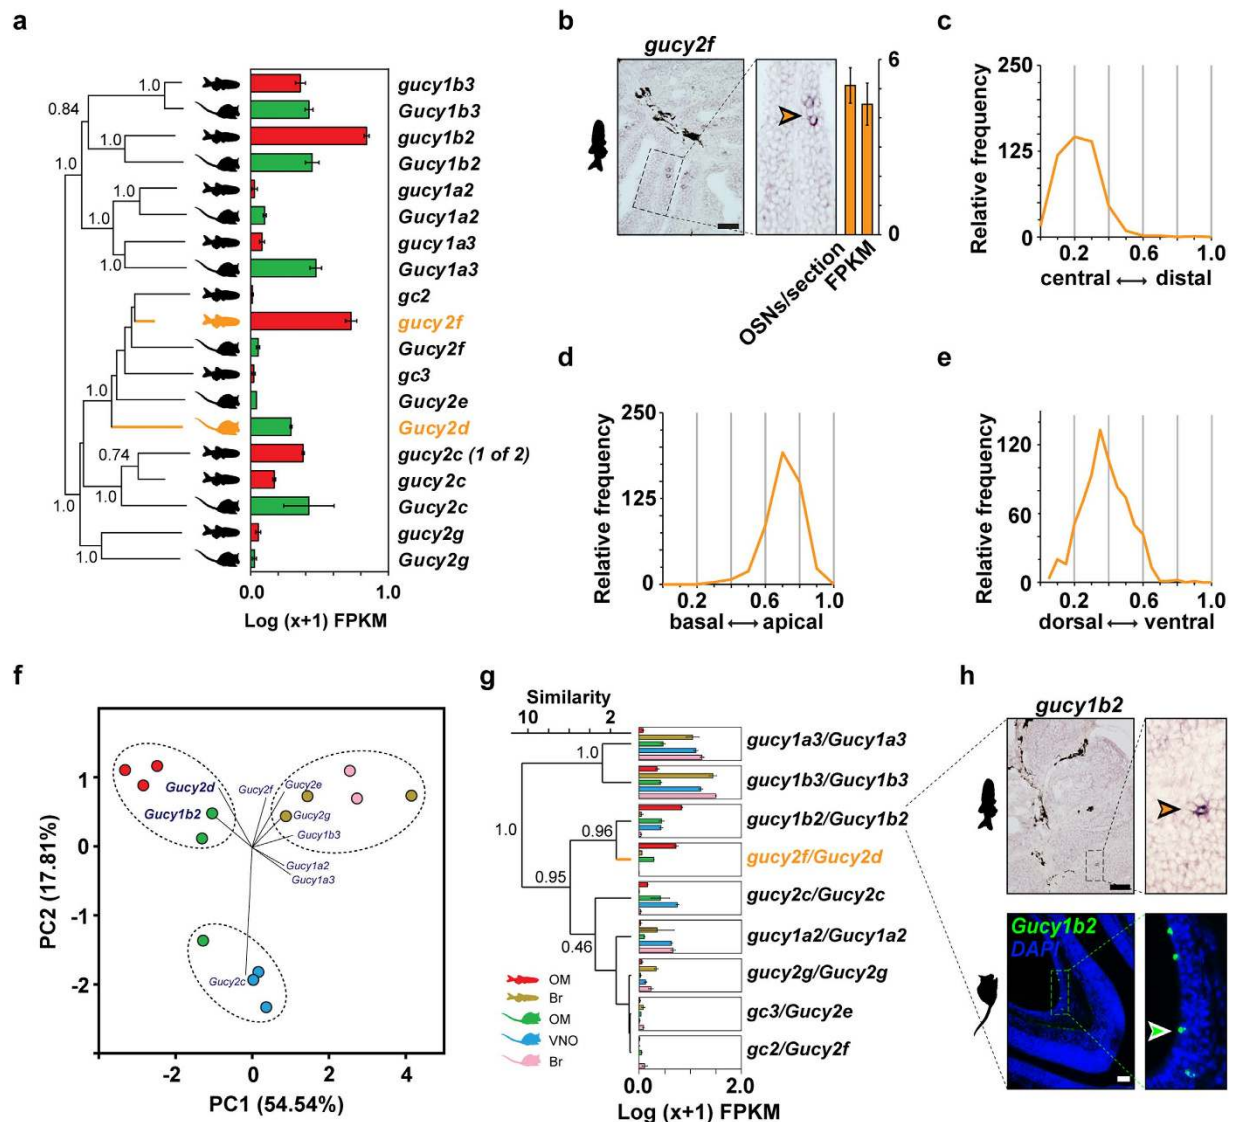 a
1.0
0.84
1.0
1.0
1.0
1.0
1.0
1.0
0.74
1.0
1.0
1.0
gucy1b3
Gucy1b3
gucy1b2
Gucy1b2
gucy1a2
Gucy1a2
gucy1a3
Gucy1a3
gc2
gucy2f
Gucy2f
gc3
Gucy2e
Gucy2d
gucy2c (1 of 2)
gucy2c
Gucy2c
gucy2g
Gucy2g
0.0 1.0
Log (x+1) FPKM
b
gucy2f
6
0
OSNs/section
FPKM
c
Relative frequency
250
125
0
0.2 0.6 1.0
central ↔ distal
d
Relative frequency
250
125
0
0.2 0.6 1.0
basal ↔ apical
e
Relative frequency
120
60
0
0.2 0.6 1.0
dorsal ↔ ventral
f
PC2 (17.81%)
1
0
-1
-2
Gucy2d
Gucy2f
Gucy2e
Gucy1b2
Gucy2g
Gucy1b3
Gucy1a2
Gucy1a3
Gucy2c
-2 0 2 4
PC1 (54.54%)
g
Similarity
10 2
1.0
1.0
0.96
0.95
0.46
gucy1a3/Gucy1a3
gucy1b3/Gucy1b3
gucy1b2/Gucy1b2
gucy2f/Gucy2d
gucy2c/Gucy2c
gucy1a2/Gucy1a2
gucy2g/Gucy2g
gc3/Gucy2e
gc2/Gucy2f
OM
Br
OM
VNO
Br
0.0 2.0
Log (x+1) FPKM
h
gucy1b2
Gucy1b2
DAPI